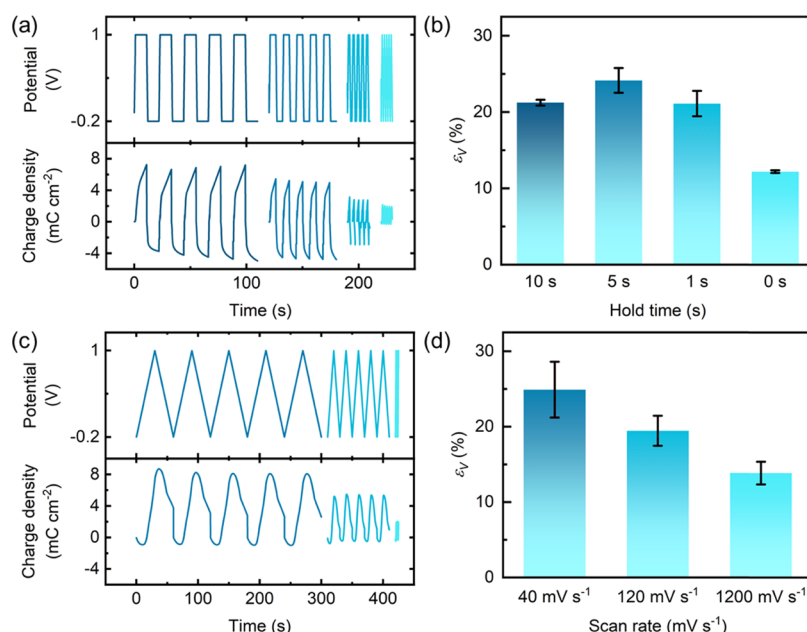 (a)
Potential
(V)
1
-0.2
Charge density
(mC cm⁻²)
8
4
0
-4
0
100
200
Time (s)
(b)
εV (%)
30
20
10
0
10 s
5 s
1 s
0 s
Hold time (s)
(c)
Potential
(V)
1
-0.2
Charge density
(mC cm⁻²)
8
4
0
-4
0
100
200
300
400
Time (s)
(d)
εV (%)
30
20
10
0
40 mV s⁻¹
120 mV s⁻¹
1200 mV s⁻¹
Scan rate (mV s⁻¹)